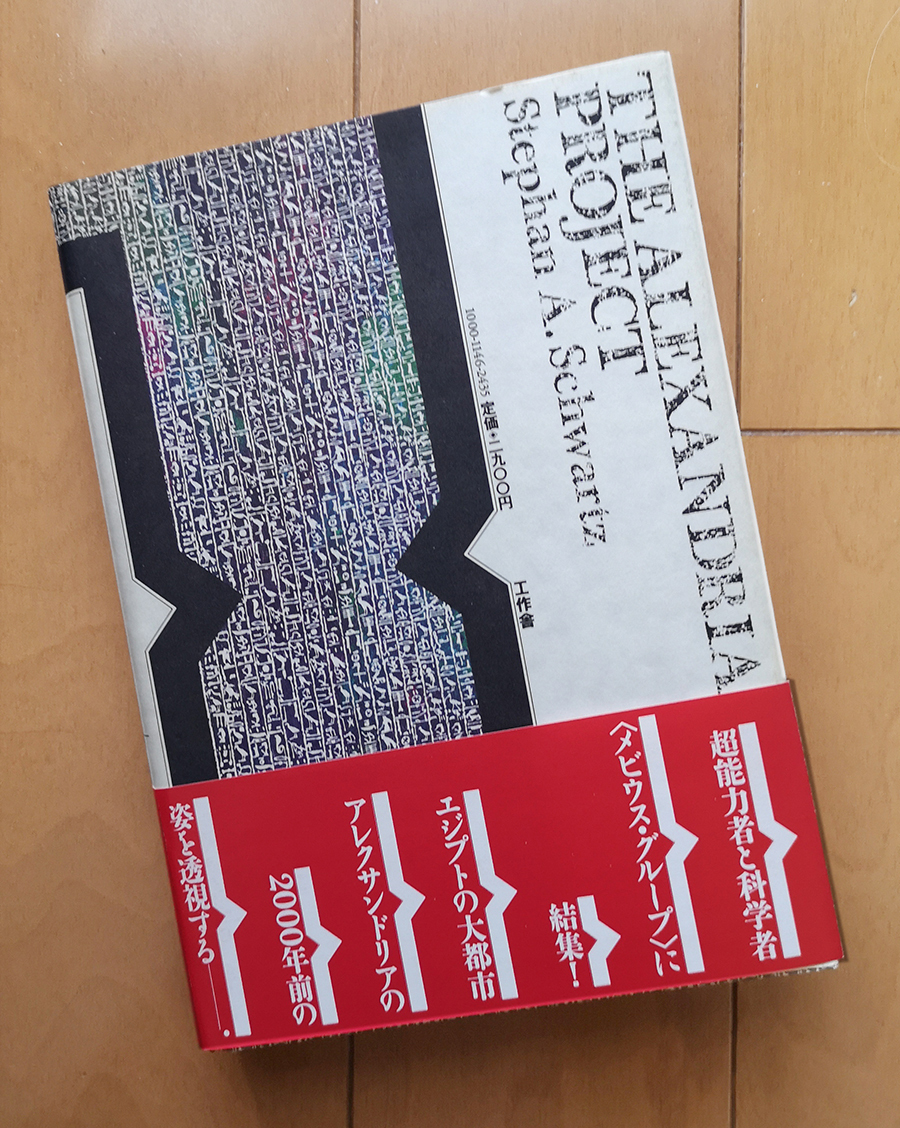 THE ALEXANDRIA
PROJECT
Stephan A. Schwartz
1000-1146-2435 定価・二九〇〇円
工作舎
超能力者と科学者
〈メビウス・グループ〉に
結集!
エジプトの大都市
アレクサンドリアの
2000年前の
姿を透視する——.